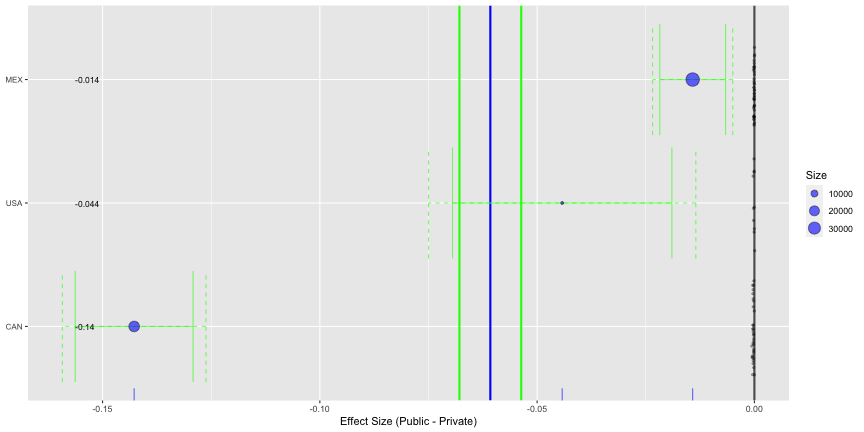 MEX
-0.014
Size
10000
20000
30000
USA
-0.044
CAN
-0.14
-0.15
-0.10
-0.05
0.00
Effect Size (Public - Private)